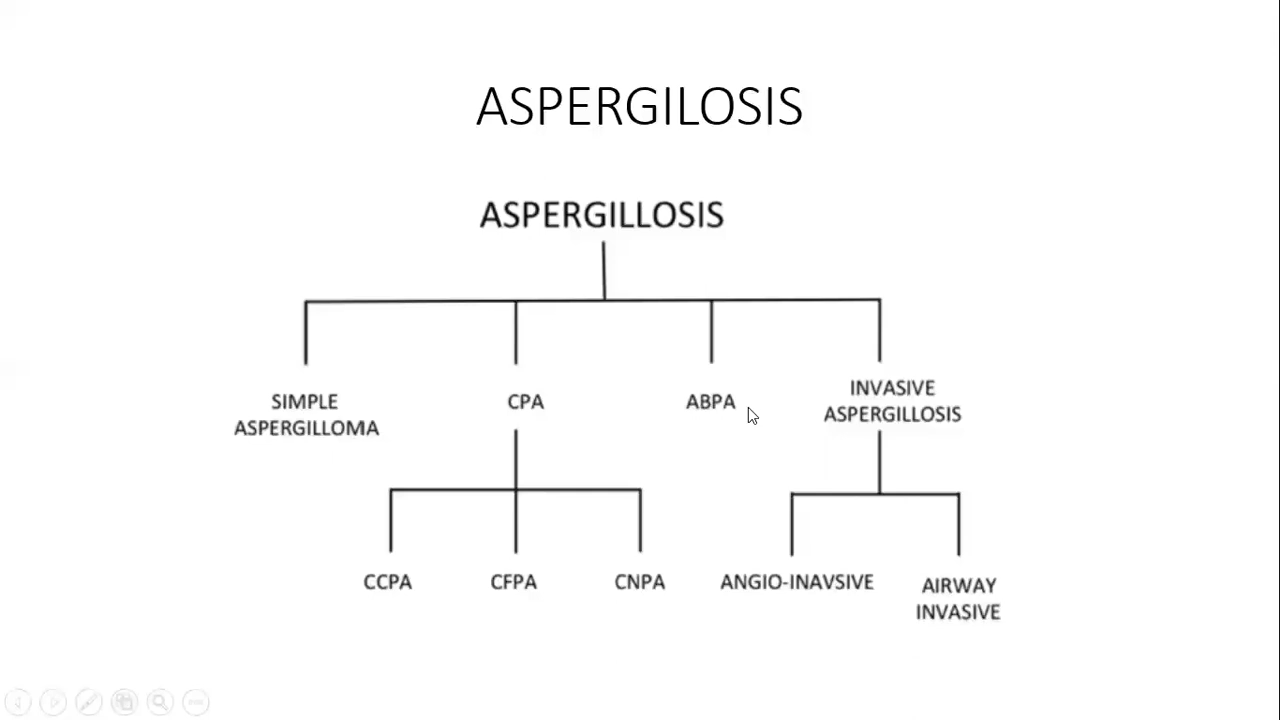 ASPERGILOSIS
ASPERGILLOSIS
SIMPLE
ASPERGILLOMA
CPA
ABPA
INVASIVE
ASPERGILLOSIS
CCPA
CFPA
CNPA
ANGIO-INAVSIVE
AIRWAY
INVASIVE